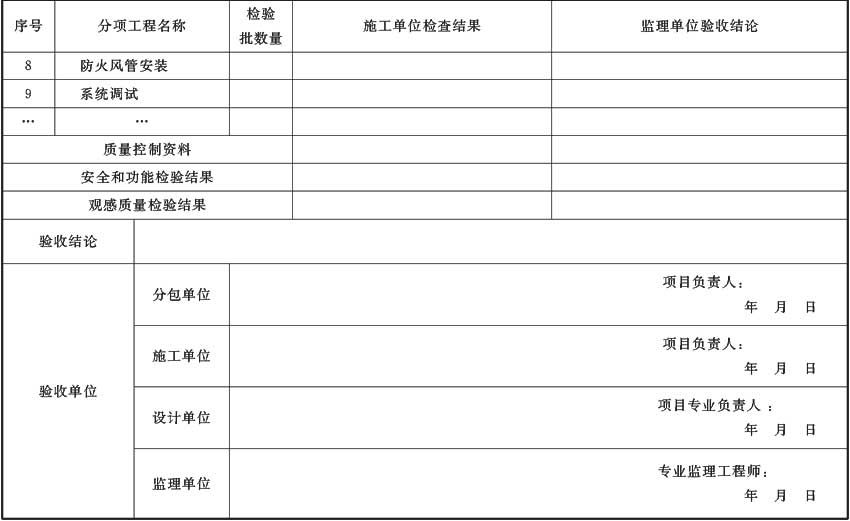 序号 分项工程名称 检验批数量 施工单位检查结果 监理单位验收结论
8 防火风管安装
9 系统调试
… …
质量控制资料
安全和功能检验结果
观感质量检验结果
验收结论
验收单位
分包单位
项目负责人：
年 月 日
施工单位
项目负责人：
年 月 日
设计单位
项目专业负责人：
年 月 日
监理单位
专业监理工程师：
年 月 日